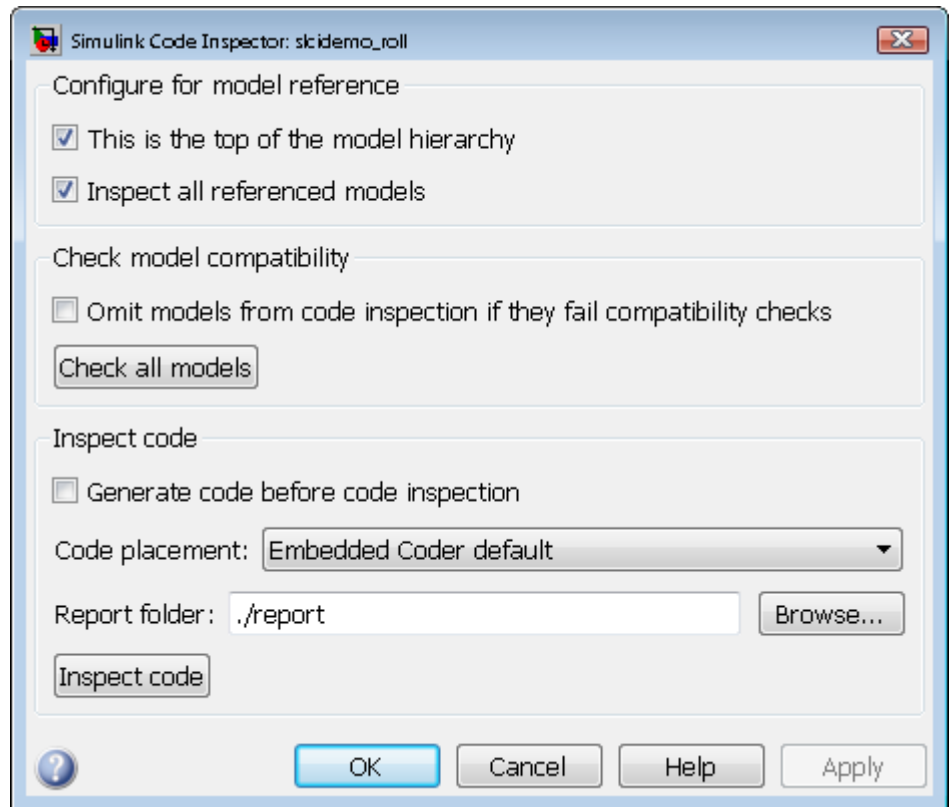 Simulink Code Inspector: slcidemo_roll
Configure for model reference
This is the top of the model hierarchy
Inspect all referenced models
Check model compatibility
Omit models from code inspection if they fail compatibility checks
Check all models
Inspect code
Generate code before code inspection
Code placement: Embedded Coder default
Report folder: ./report Browse...
Inspect code
? OK Cancel Help Apply